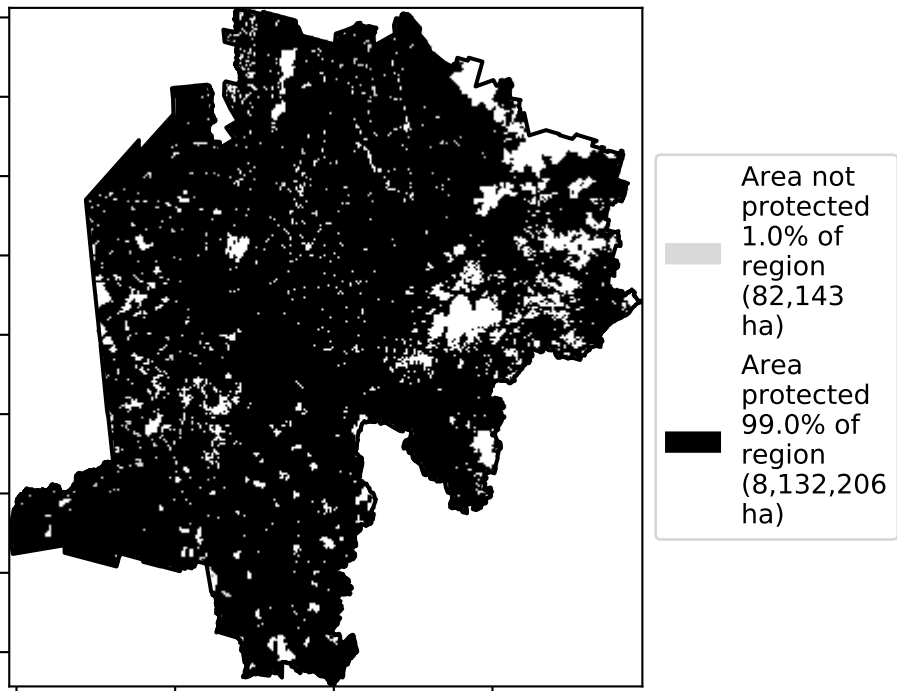 Area not
protected
1.0% of
region
(82,143
ha)
Area
protected
99.0% of
region
(8,132,206
ha)